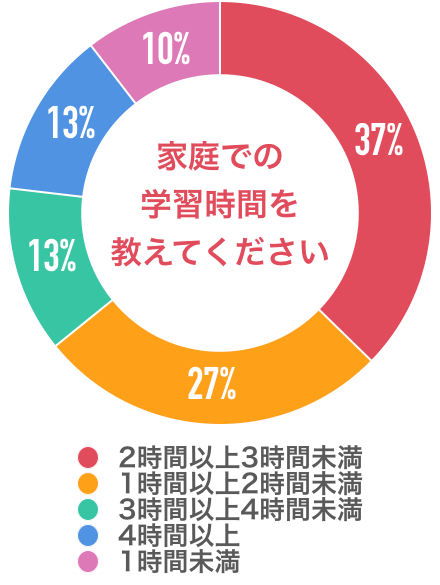 10%
37%
13%
13%
27%
家庭での
学習時間を
教えてください
2時間以上3時間未満
1時間以上2時間未満
3時間以上4時間未満
4時間以上
1時間未満